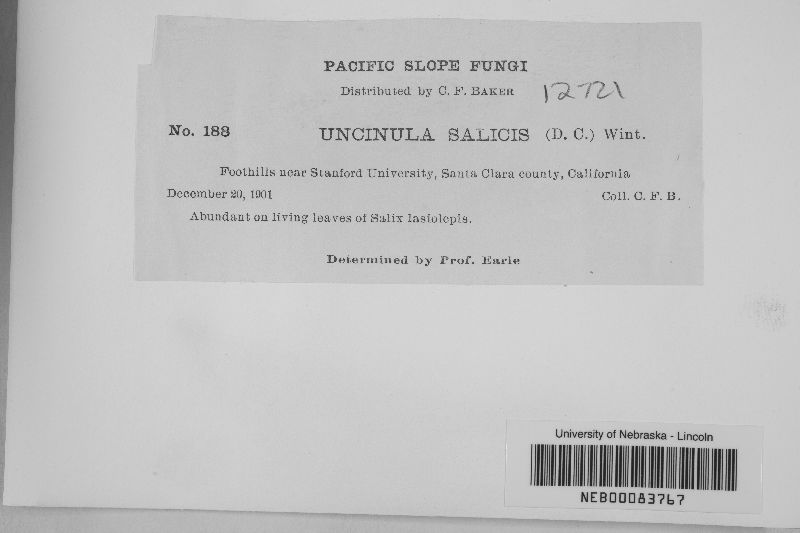 PACIFIC SLOPE FUNGI
Distributed by C. F. BAKER 12721
No. 188 UNCINULA SALICIS (D. C.) Wint.
Foothills near Stanford University, Santa Clara county, California
December 20, 1901 Coll. C. F. B.
Abundant on living leaves of Salix lasiolepis.
Determined by Prof. Earle
University of Nebraska - Lincoln
NEB00083767